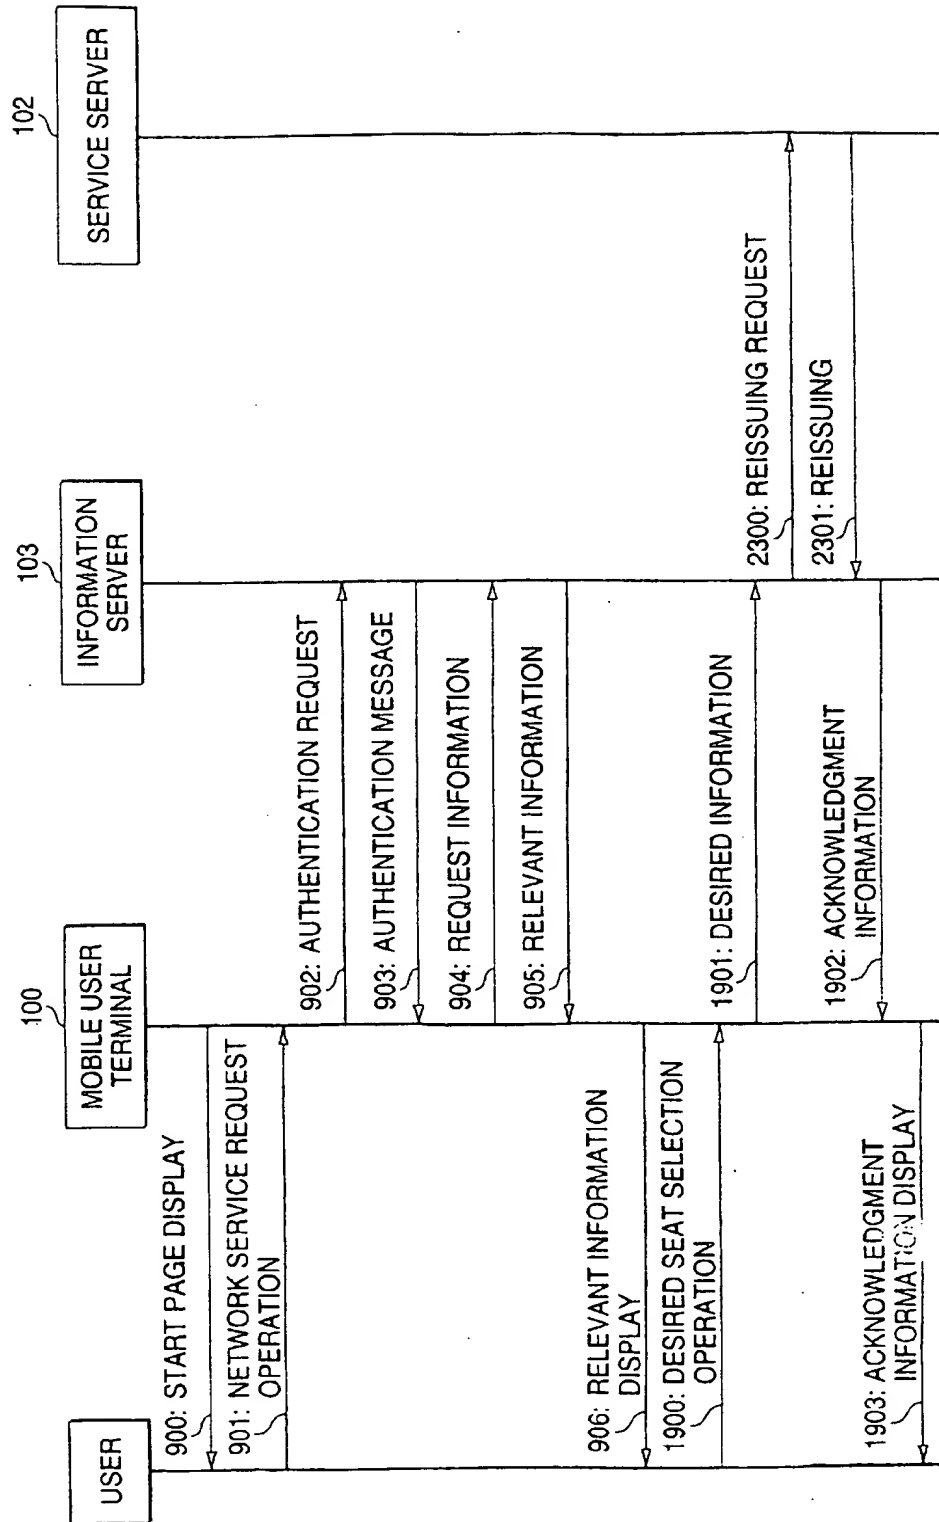 USER
100
MOBILE USER
TERMINAL
103
INFORMATION
SERVER
102
SERVICE SERVER
900: START PAGE DISPLAY
901: NETWORK SERVICE REQUEST
OPERATION
902: AUTHENTICATION REQUEST
903: AUTHENTICATION MESSAGE
904: REQUEST INFORMATION
905: RELEVANT INFORMATION
906: RELEVANT INFORMATION
DISPLAY
1900: DESIRED SEAT SELECTION
OPERATION
1901: DESIRED INFORMATION
2300: REISSUING REQUEST
2301: REISSUING
1902: ACKNOWLEDGMENT
INFORMATION
1903: ACKNOWLEDGMENT
INFORMATION DISPLAY